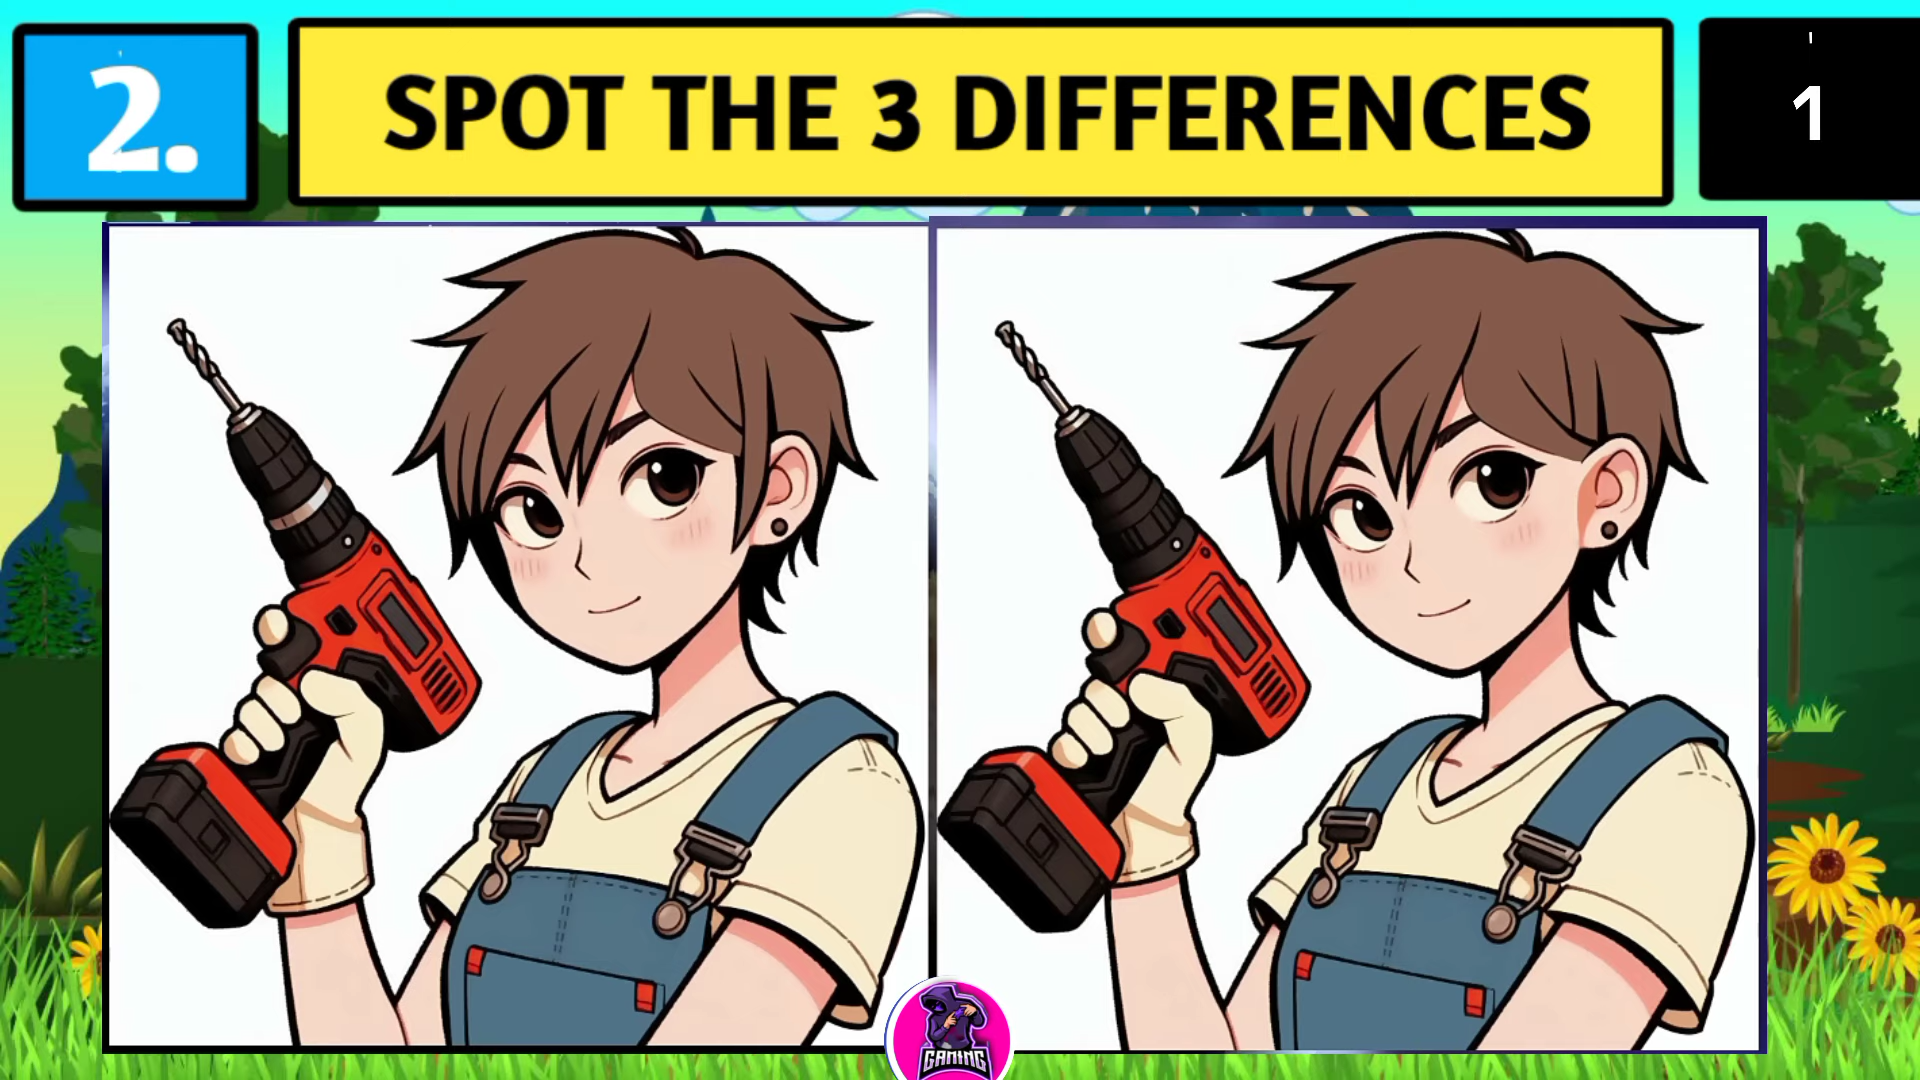 2.
SPOT THE 3 DIFFERENCES
1
GAMING